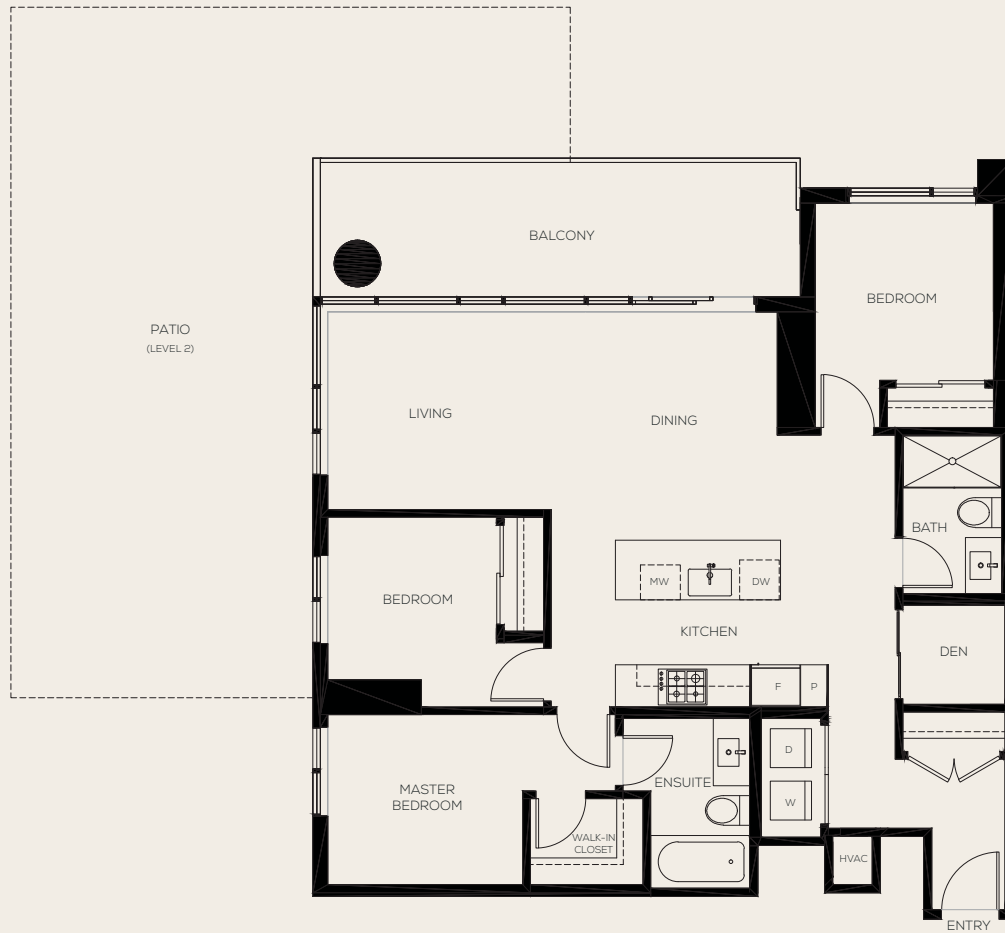 BALCONY
BEDROOM
PATIO
(LEVEL 2)
LIVING
DINING
BATH
MW
DW
BEDROOM
KITCHEN
DEN
F
P
D
MASTER
BEDROOM
ENSUITE
W
WALK-IN
CLOSET
HVAC
ENTRY